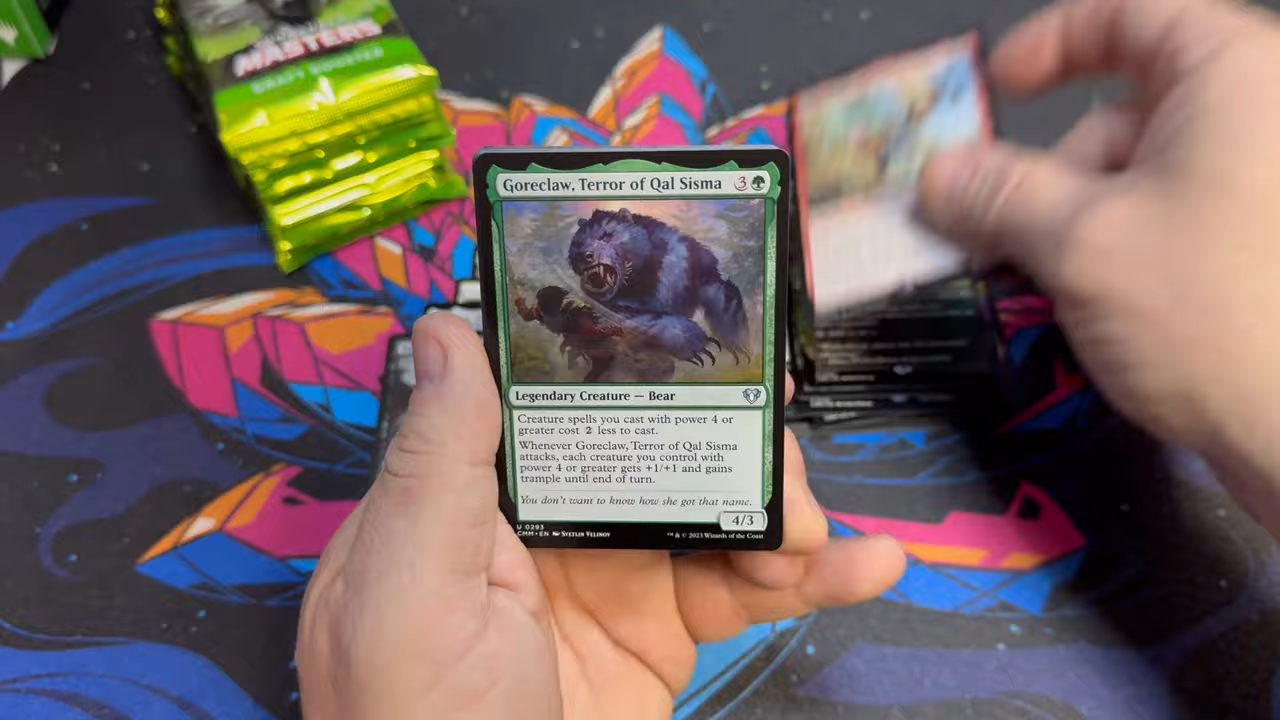 MASTERS
DRAFT BOOSTER
Goreclaw, Terror of Qal Sisma 3
Legendary Creature — Bear
Creature spells you cast with power 4 or
greater cost 2 less to cast.
Whenever Goreclaw, Terror of Qal Sisma
attacks, each creature you control with
power 4 or greater gets +1/+1 and gains
trample until end of turn.
You don't want to know how she got that name.
4/3
U 0293
CMM • EN Svetlin Velinov
™ & © 2023 Wizards of the Coast